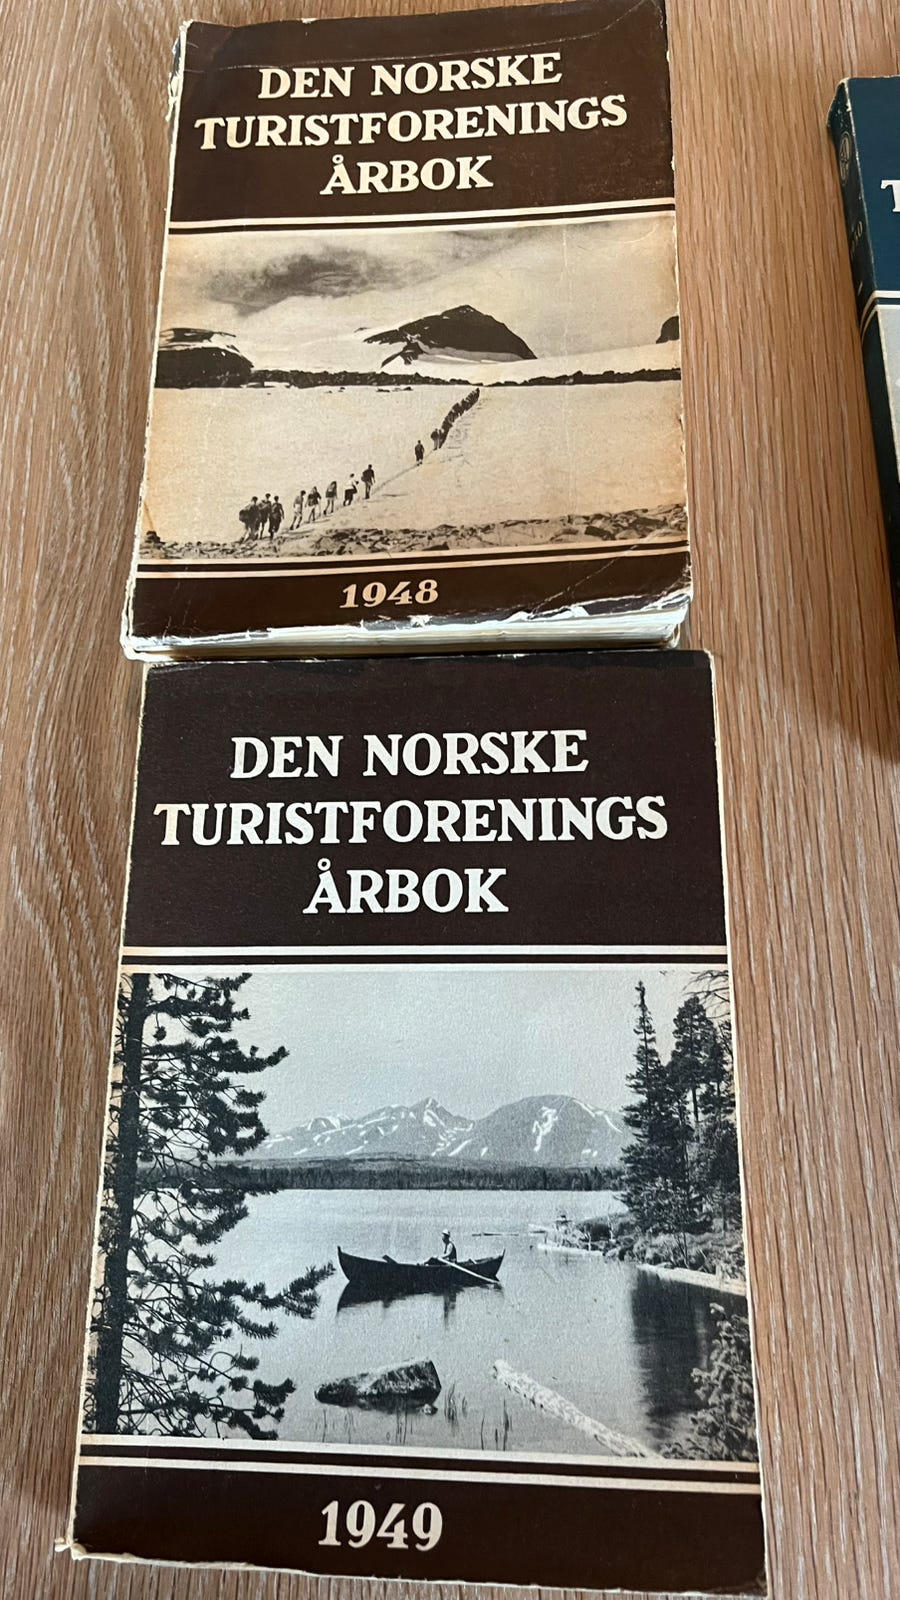 DEN NORSKE
TURISTFORENINGS
ÅRBOK
1948
DEN NORSKE
TURISTFORENINGS
ÅRBOK
1949
T